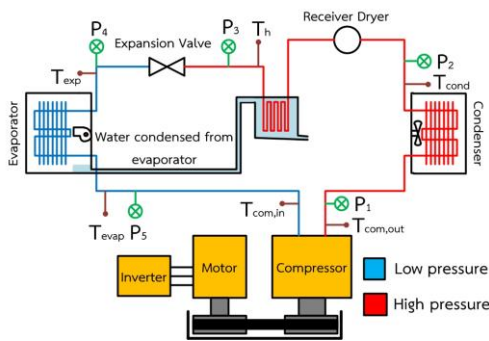 Receiver Dryer
P4
Expansion Valve
P3
Th
P2
Texp
Tcond
Evaporator
Water condensed from
evaporator
Condenser
Tcom,in
P1
Tevap
P5
Tcom,out
Inverter
Motor
Compressor
Low pressure
High pressure